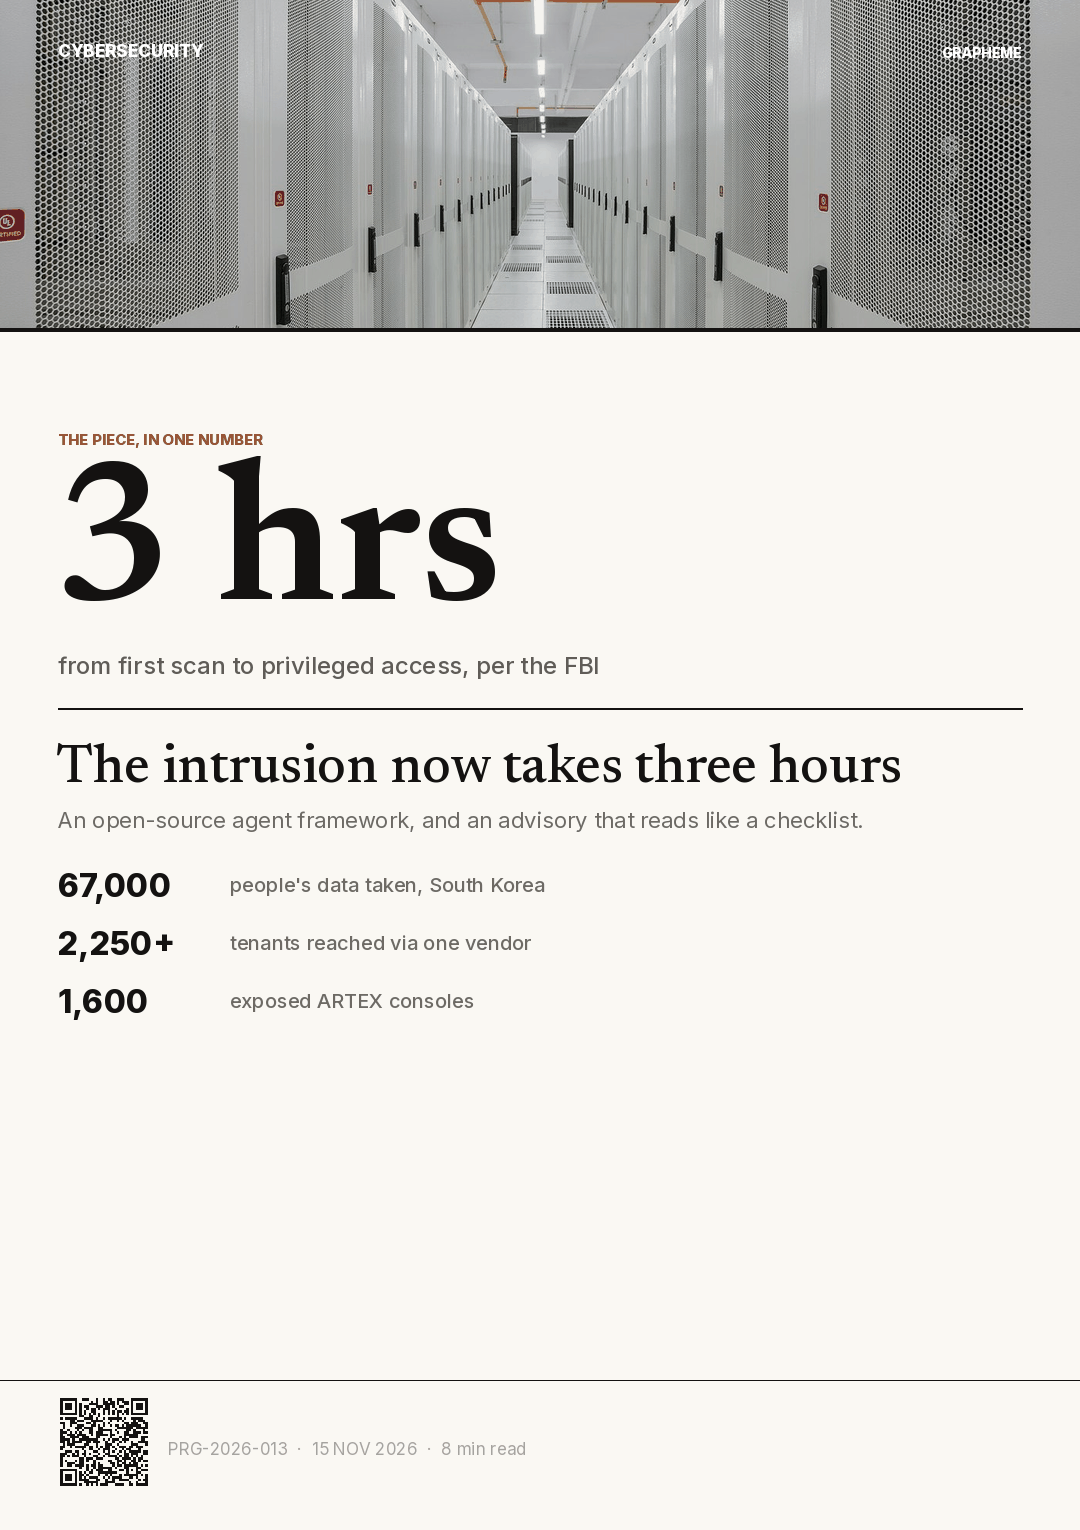 CYBERSECURITY
GRAPHEME
THE PIECE, IN ONE NUMBER
3 hrs
from first scan to privileged access, per the FBI
The intrusion now takes three hours
An open-source agent framework, and an advisory that reads like a checklist.
67,000 people's data taken, South Korea
2,250+ tenants reached via one vendor
1,600 exposed ARTEX consoles
PRG-2026-013 · 15 NOV 2026 · 8 min read